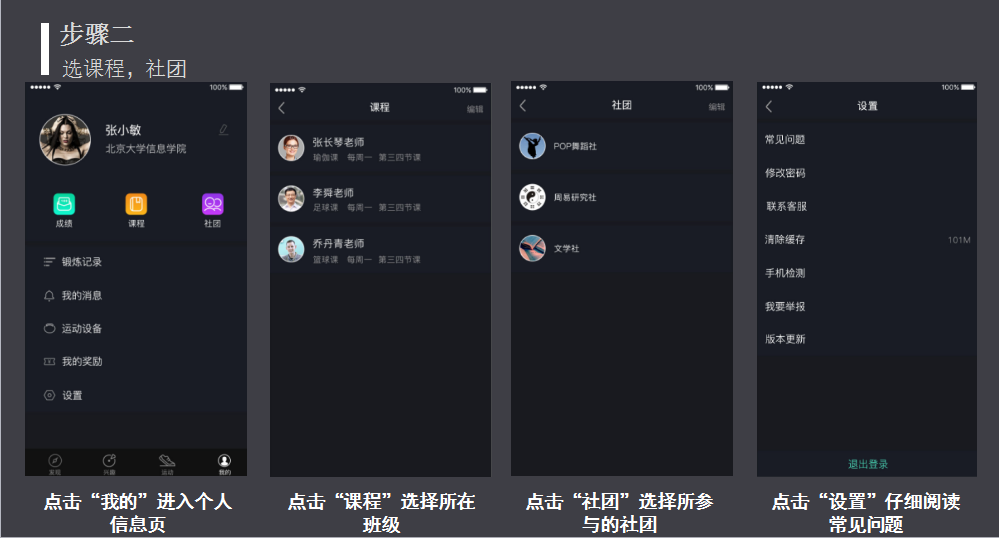 步骤二
选课程，社团
100%
张小敏
北京大学信息学院
成绩
课程
社团
锻炼记录
我的消息
运动设备
我的奖励
设置
发现
兴趣
运动
我的
点击“我的”进入个人
信息页
100%
课程
编辑
张长琴老师
瑜伽课 每周一 第三四节课
李舜老师
足球课 每周一 第三四节课
乔丹青老师
篮球课 每周一 第三四节课
点击“课程”选择所在
班级
100%
社团
编辑
POP舞蹈社
周易研究社
文学社
点击“社团”选择所参
与的社团
100%
设置
常见问题
修改密码
联系客服
清除缓存 101M
手机检测
我要举报
版本更新
退出登录
点击“设置”仔细阅读
常见问题